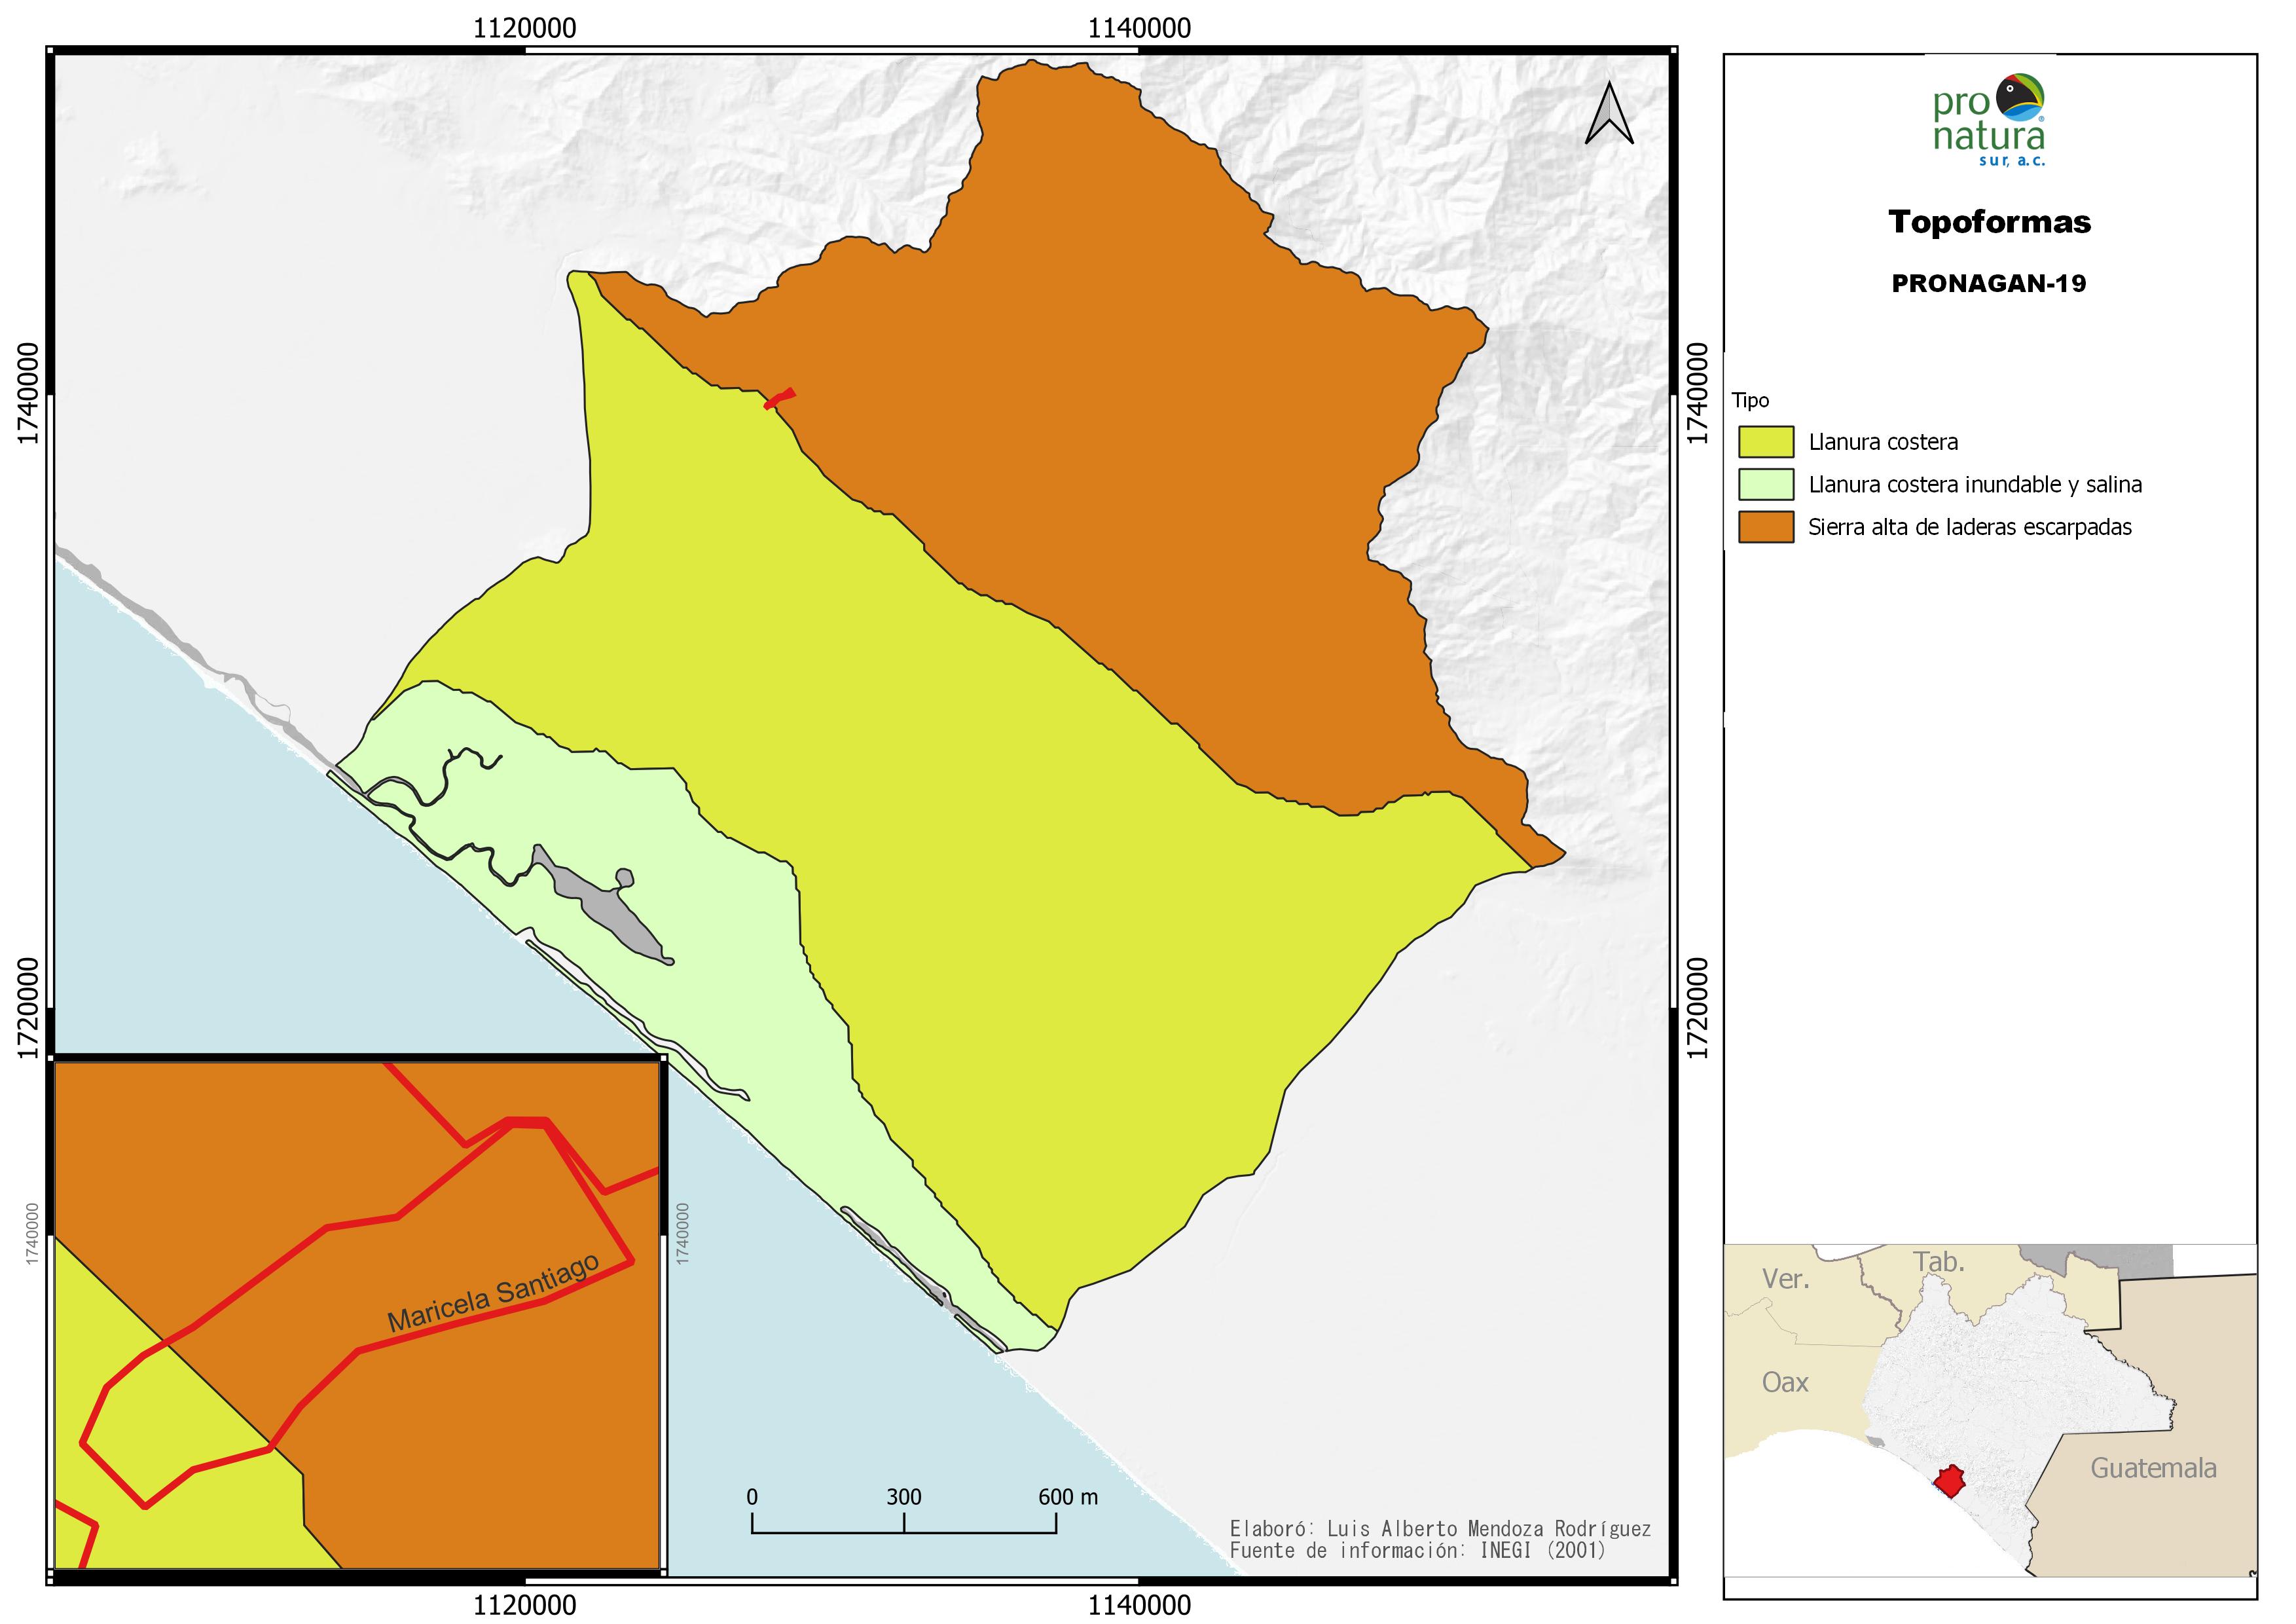 1120000
1140000
1740000
1740000
1720000
1720000
1740000
1740000
Maricela Santiago
0
300
600 m
Elaboró: Luis Alberto Mendoza Rodríguez
Fuente de información: INEGI (2001)
1120000
1140000
pro
natura
sur, a.c.
®
Topoformas
PRONAGAN-19
Tipo
Llanura costera
Llanura costera inundable y salina
Sierra alta de laderas escarpadas
Ver.
Tab.
Oax
Guatemala